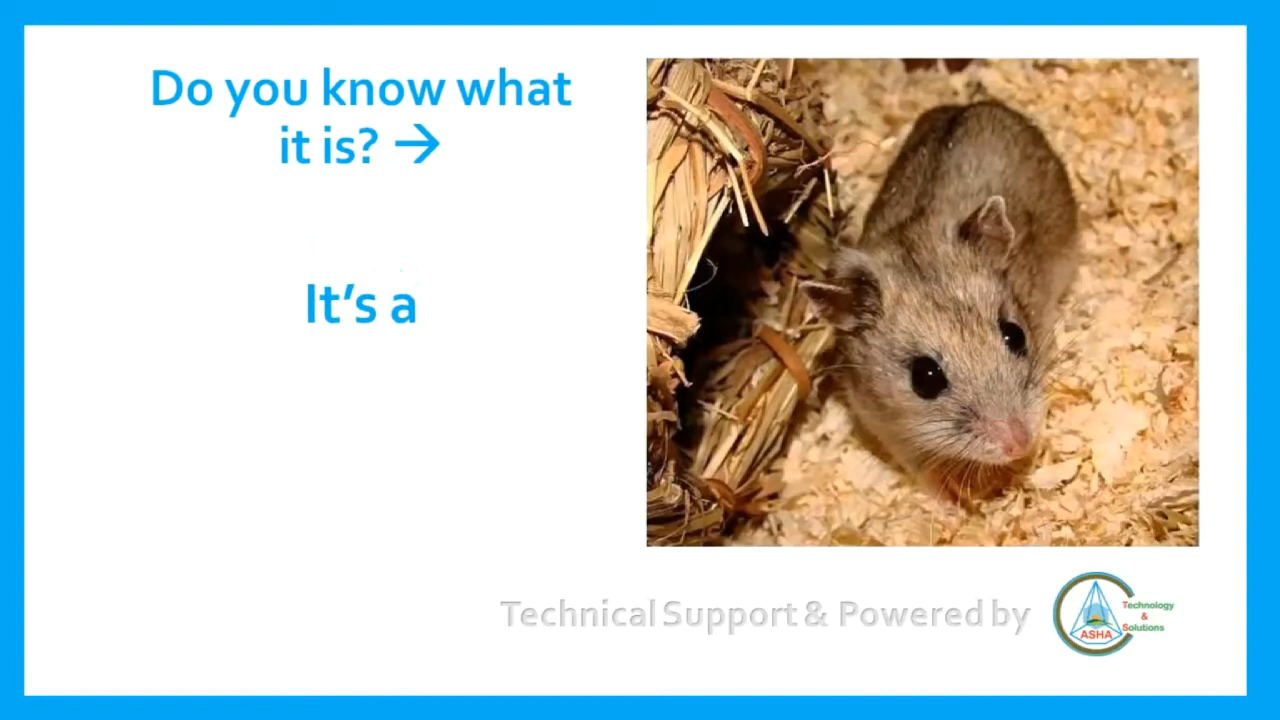 Do you know what
it is? →
It's a
Technical Support & Powered by
Technology
&
Solutions
ASHA